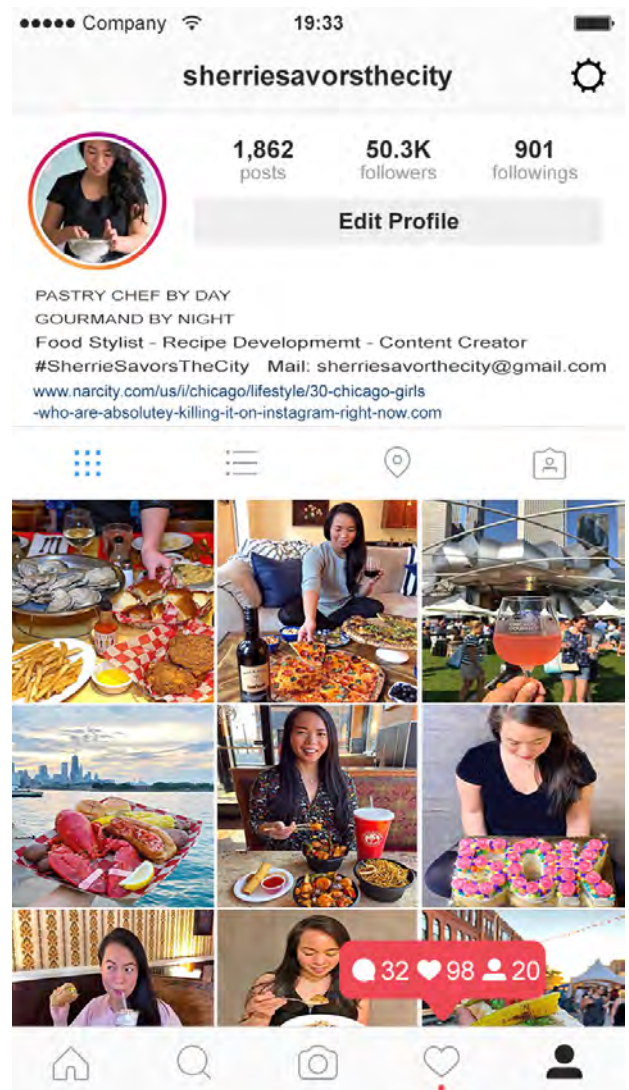 Company 19:33
sherriesavorsthecity
1,862 50.3K 901
posts followers followings
Edit Profile
PASTRY CHEF BY DAY
GOURMAND BY NIGHT
Food Stylist - Recipe Developmemt - Content Creator
#SherrieSavorsTheCity Mail: sherriesavorthecity@gmail.com
www.narcity.com/us/i/chicago/lifestyle/30-chicago-girls
-who-are-absolutey-killing-it-on-instagram-right-now.com
50K
32 98 20